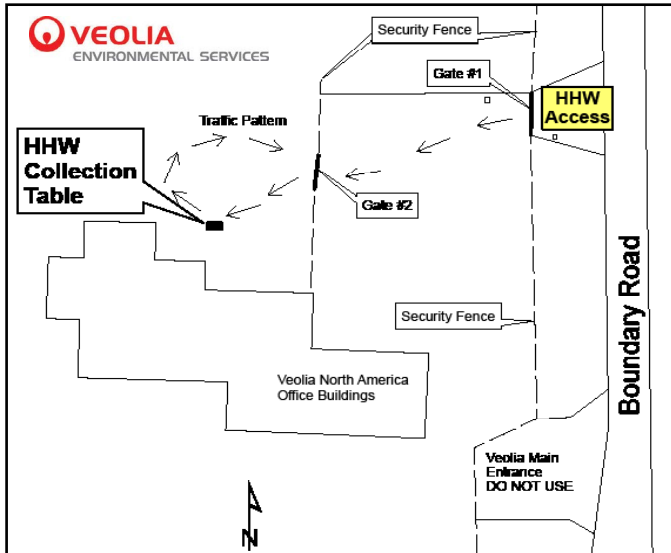 VEOLIA
ENVIRONMENTAL SERVICES
Security Fence
Gate #1
HHW
Access
Traffic Pattern
HHW
Collection
Table
Gate #2
Security Fence
Boundary Road
Veolia North America
Office Buildings
Veolia Main
Entrance
DO NOT USE
N